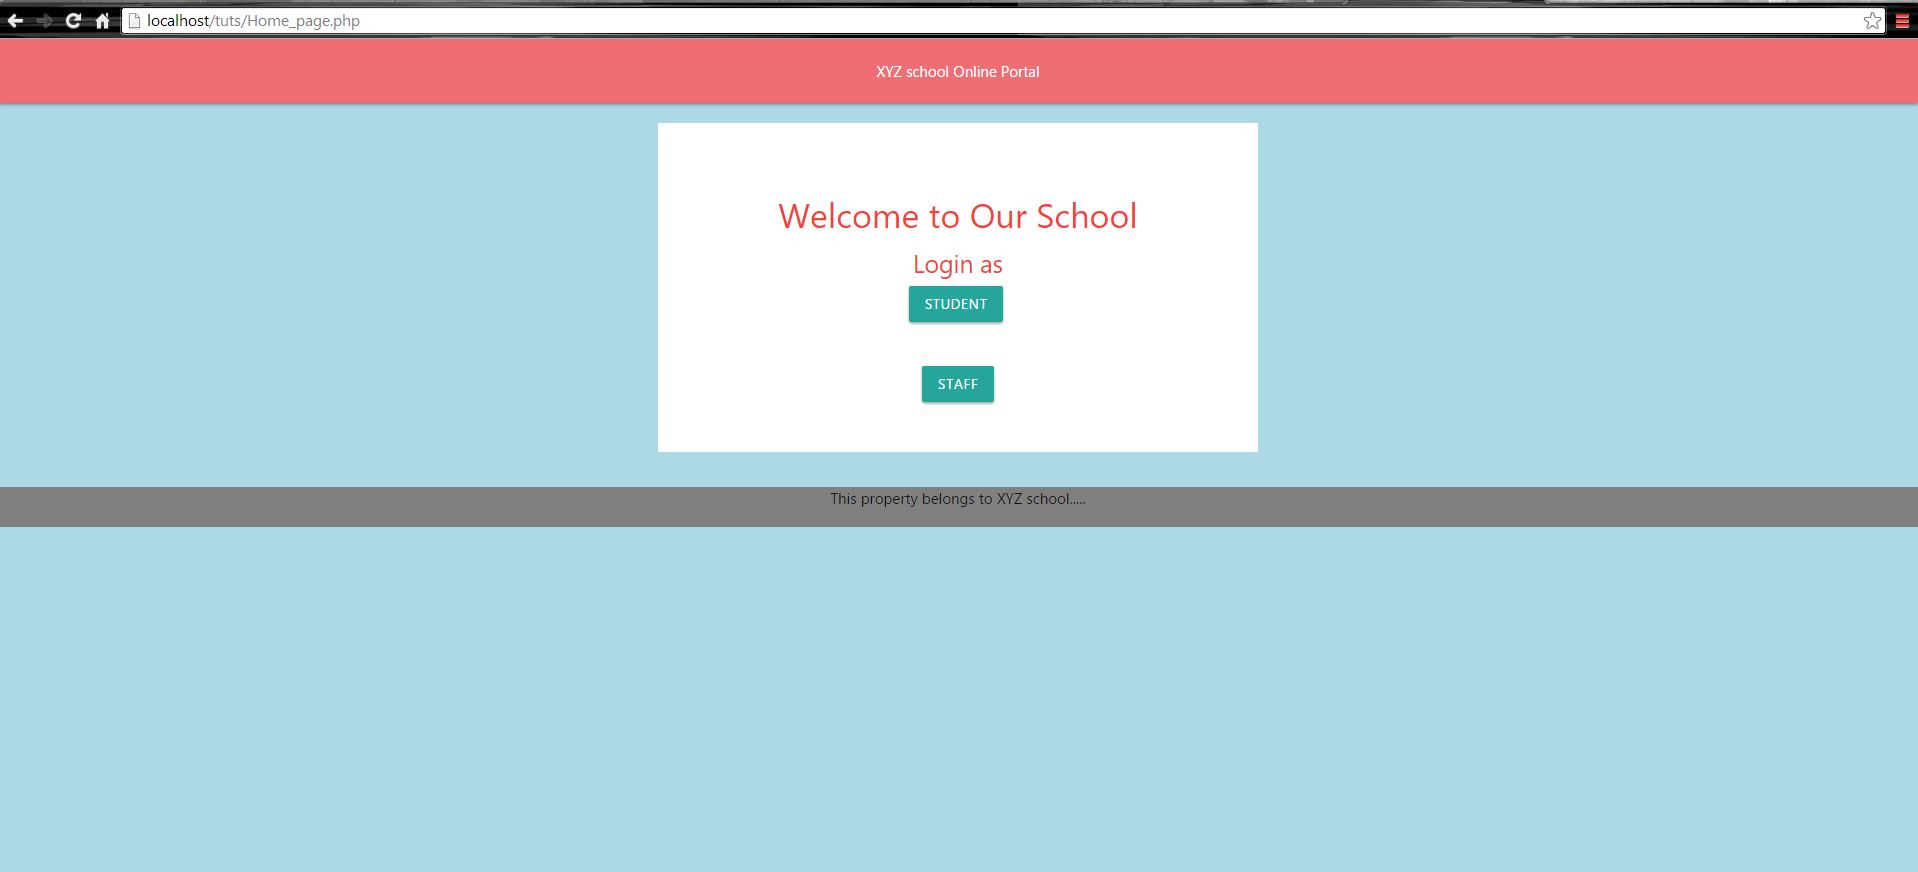 localhost/tuts/Home_page.php
XYZ school Online Portal
Welcome to Our School
Login as
STUDENT
STAFF
This property belongs to XYZ school.....